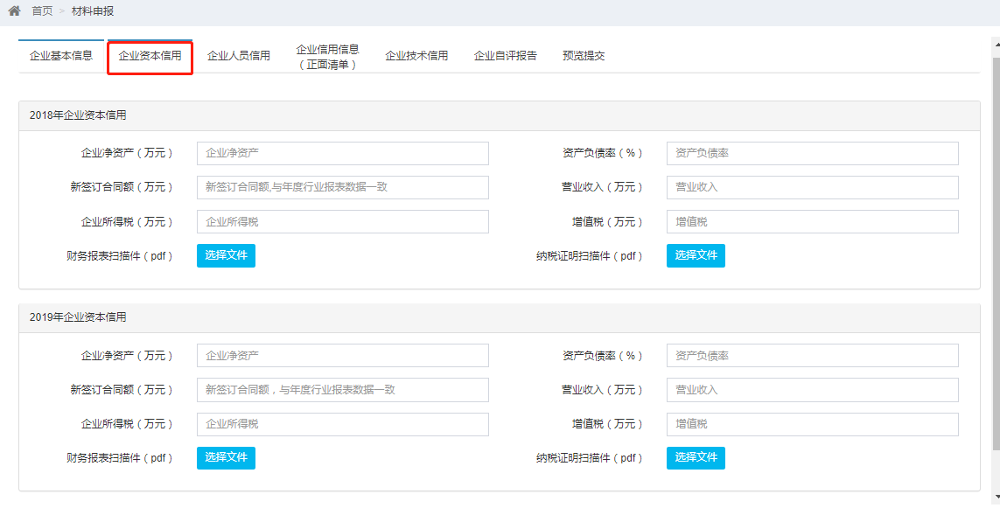 首页 > 材料申报
企业基本信息 企业资本信用 企业人员信用 企业信用信息 企业技术信用 企业自评报告 预览提交
（正面清单）
2018年企业资本信用
企业净资产（万元） 企业净资产 资产负债率（%） 资产负债率
新签订合同额（万元） 新签订合同额,与年度行业报表数据一致 营业收入（万元） 营业收入
企业所得税（万元） 企业所得税 增值税（万元） 增值税
财务报表扫描件（pdf） 选择文件 纳税证明扫描件（pdf） 选择文件
2019年企业资本信用
企业净资产（万元） 企业净资产 资产负债率（%） 资产负债率
新签订合同额（万元） 新签订合同额，与年度行业报表数据一致 营业收入（万元） 营业收入
企业所得税（万元） 企业所得税 增值税（万元） 增值税
财务报表扫描件（pdf） 选择文件 纳税证明扫描件（pdf） 选择文件